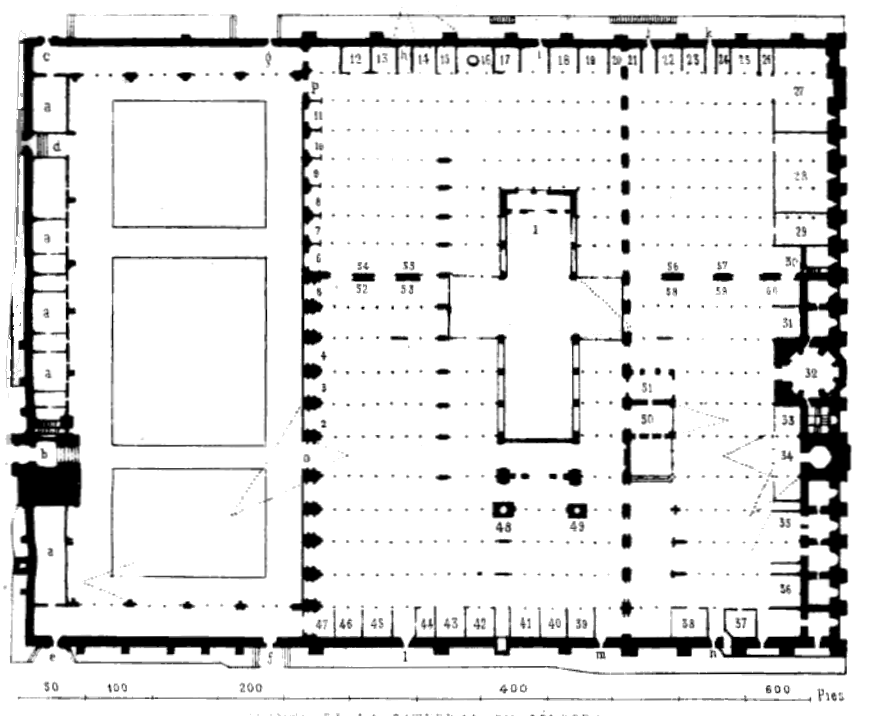 c g 12 13 h 14 15 16 17 i 18 19 20 21 j 22 23 k 24 25 26
a p 27
11
d 10
9 28
8
a 7 1 29
6 54 55 56 57 30
5 52 53 58 59 60
a 31
4
a 51 32
3
2 50 33
b o 34
48 49 35
a
36
47 46 45 44 43 42 41 40 39 38 37
e f l m n
50 100 200 400 600 Pies